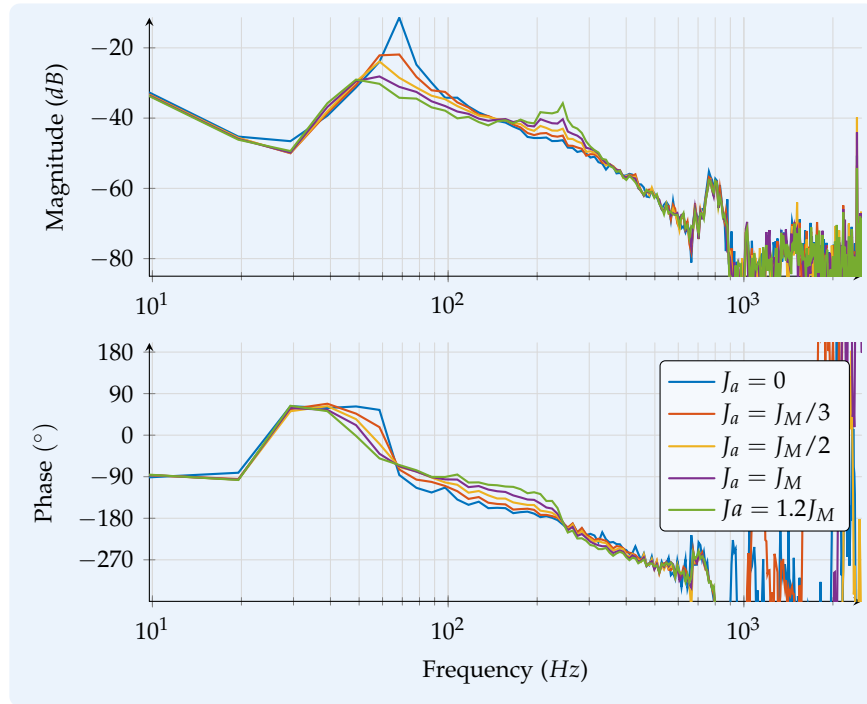 −20
−40
−60
−80
Magnitude (dB)
10^1
10^2
10^3
180
90
0
−90
−180
−270
Phase (°)
J_a = 0
J_a = J_M/3
J_a = J_M/2
J_a = J_M
Ja = 1.2J_M
10^1
10^2
10^3
Frequency (Hz)